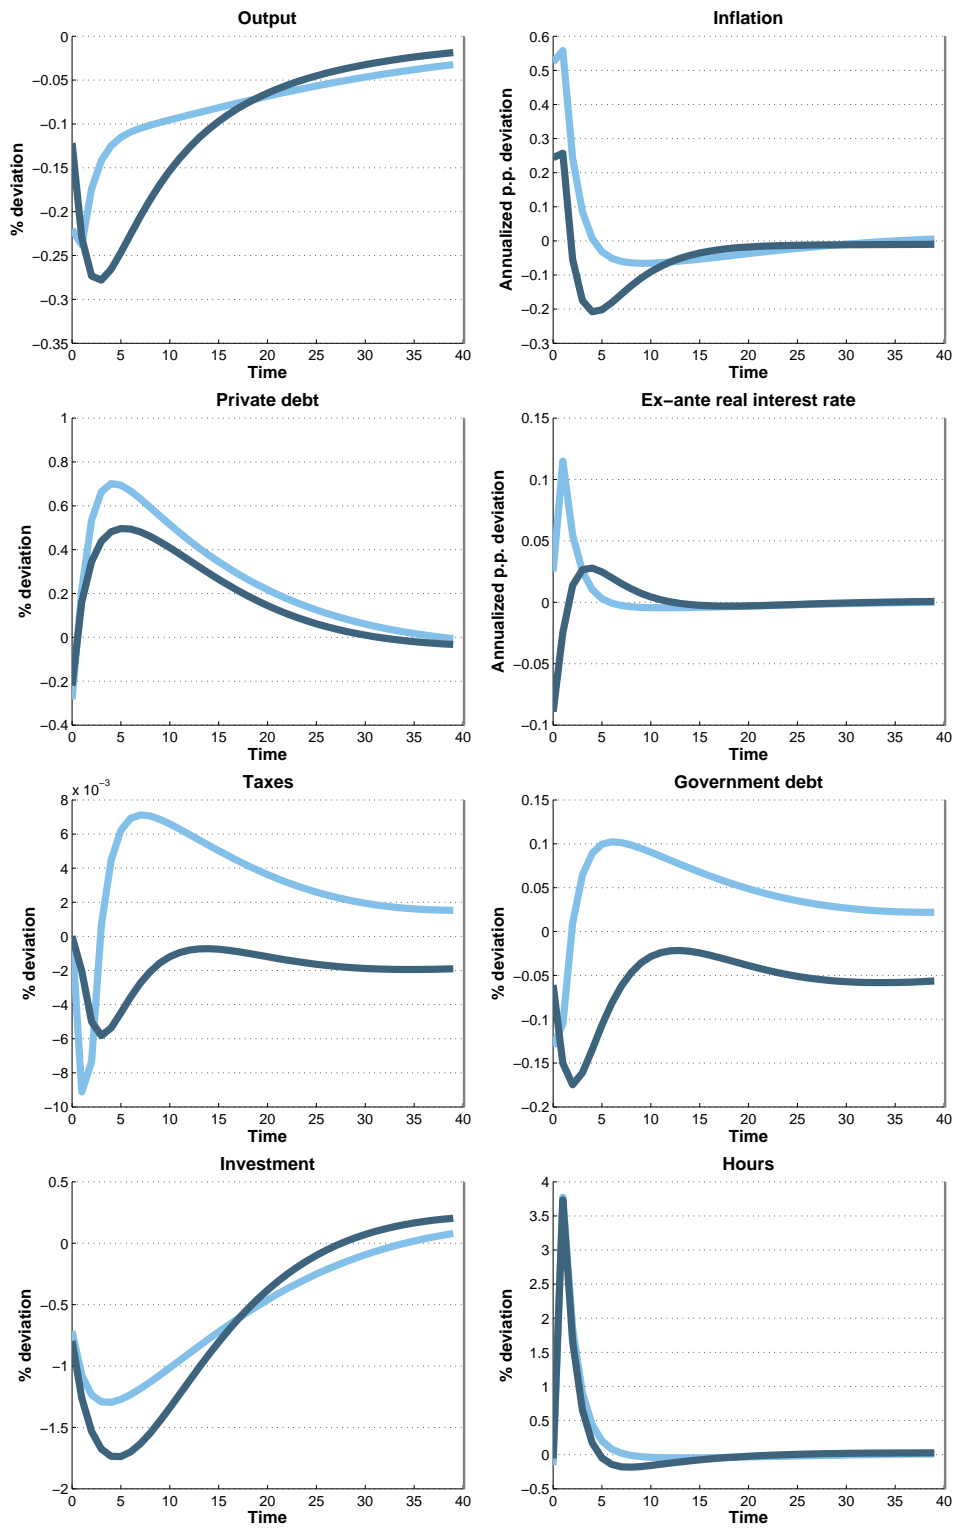 Output
% deviation
0
−0.05
−0.1
−0.15
−0.2
−0.25
−0.3
−0.35
0 5 10 15 20 25 30 35 40
Time
Inflation
Annualized p.p. deviation
0.6
0.5
0.4
0.3
0.2
0.1
0
−0.1
−0.2
−0.3
0 5 10 15 20 25 30 35 40
Time
Private debt
% deviation
1
0.8
0.6
0.4
0.2
0
−0.2
−0.4
0 5 10 15 20 25 30 35 40
Time
Ex−ante real interest rate
Annualized p.p. deviation
0.15
0.1
0.05
0
−0.05
−0.1
0 5 10 15 20 25 30 35 40
Time
Taxes
x 10⁻³
% deviation
8
6
4
2
0
−2
−4
−6
−8
−10
0 5 10 15 20 25 30 35 40
Time
Government debt
% deviation
0.15
0.1
0.05
0
−0.05
−0.1
−0.15
−0.2
0 5 10 15 20 25 30 35 40
Time
Investment
% deviation
0.5
0
−0.5
−1
−1.5
−2
0 5 10 15 20 25 30 35 40
Time
Hours
% deviation
4
3.5
3
2.5
2
1.5
1
0.5
0
−0.5
0 5 10 15 20 25 30 35 40
Time